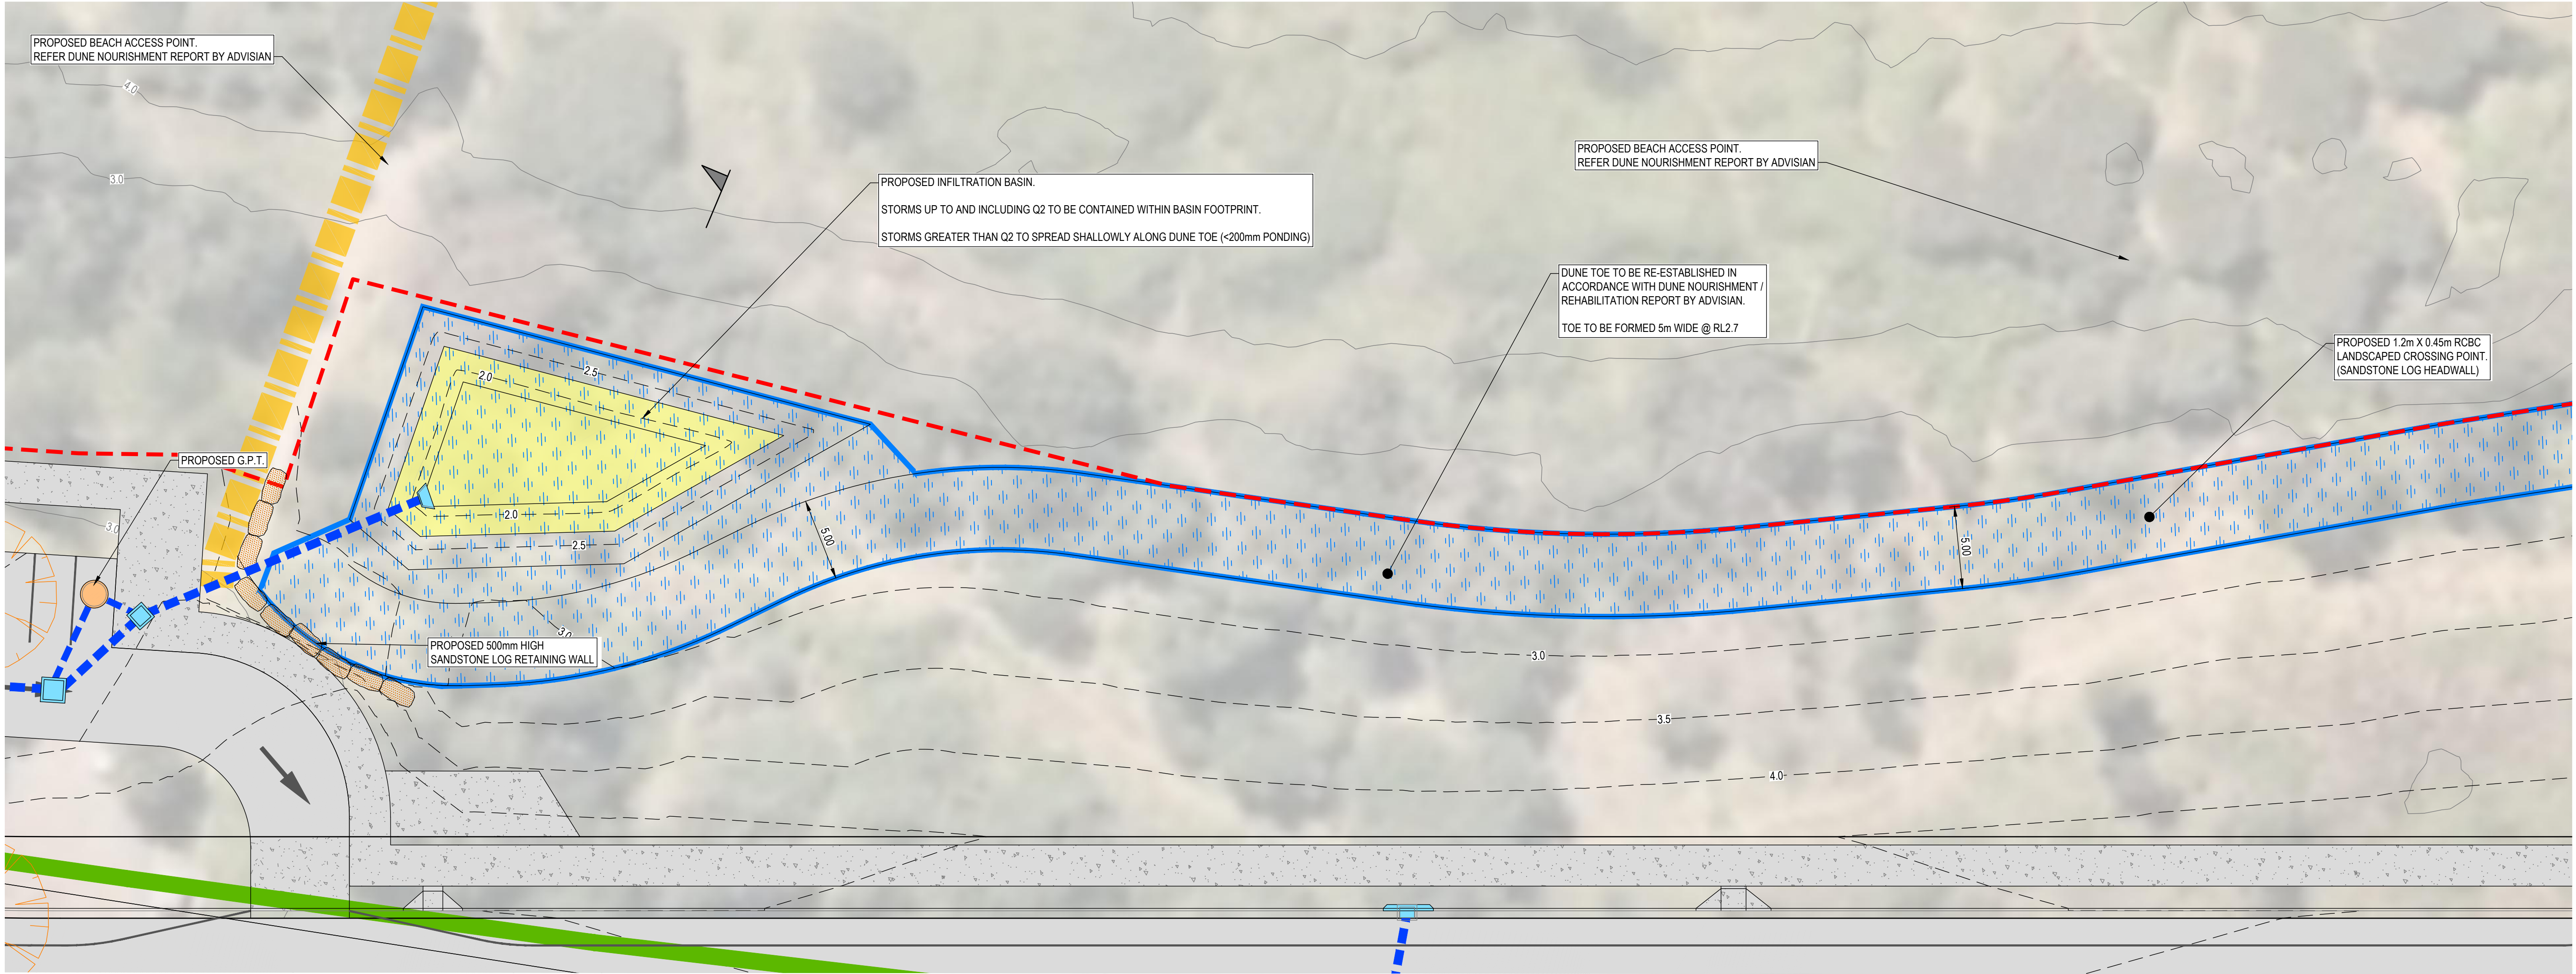 PROPOSED BEACH ACCESS POINT.
REFER DUNE NOURISHMENT REPORT BY ADVISIAN
4.0
3.0
PROPOSED BEACH ACCESS POINT.
REFER DUNE NOURISHMENT REPORT BY ADVISIAN
PROPOSED INFILTRATION BASIN.
STORMS UP TO AND INCLUDING Q2 TO BE CONTAINED WITHIN BASIN FOOTPRINT.
STORMS GREATER THAN Q2 TO SPREAD SHALLOWLY ALONG DUNE TOE (<200mm PONDING)
DUNE TOE TO BE RE-ESTABLISHED IN
ACCORDANCE WITH DUNE NOURISHMENT /
REHABILITATION REPORT BY ADVISIAN.
TOE TO BE FORMED 5m WIDE @ RL2.7
PROPOSED 1.2m X 0.45m RCBC
LANDSCAPED CROSSING POINT.
(SANDSTONE LOG HEADWALL)
2.0
2.5
PROPOSED G.P.T.
3.0
2.0
2.5
5.00
5.00
3.0
PROPOSED 500mm HIGH
SANDSTONE LOG RETAINING WALL
3.0
3.5
4.0